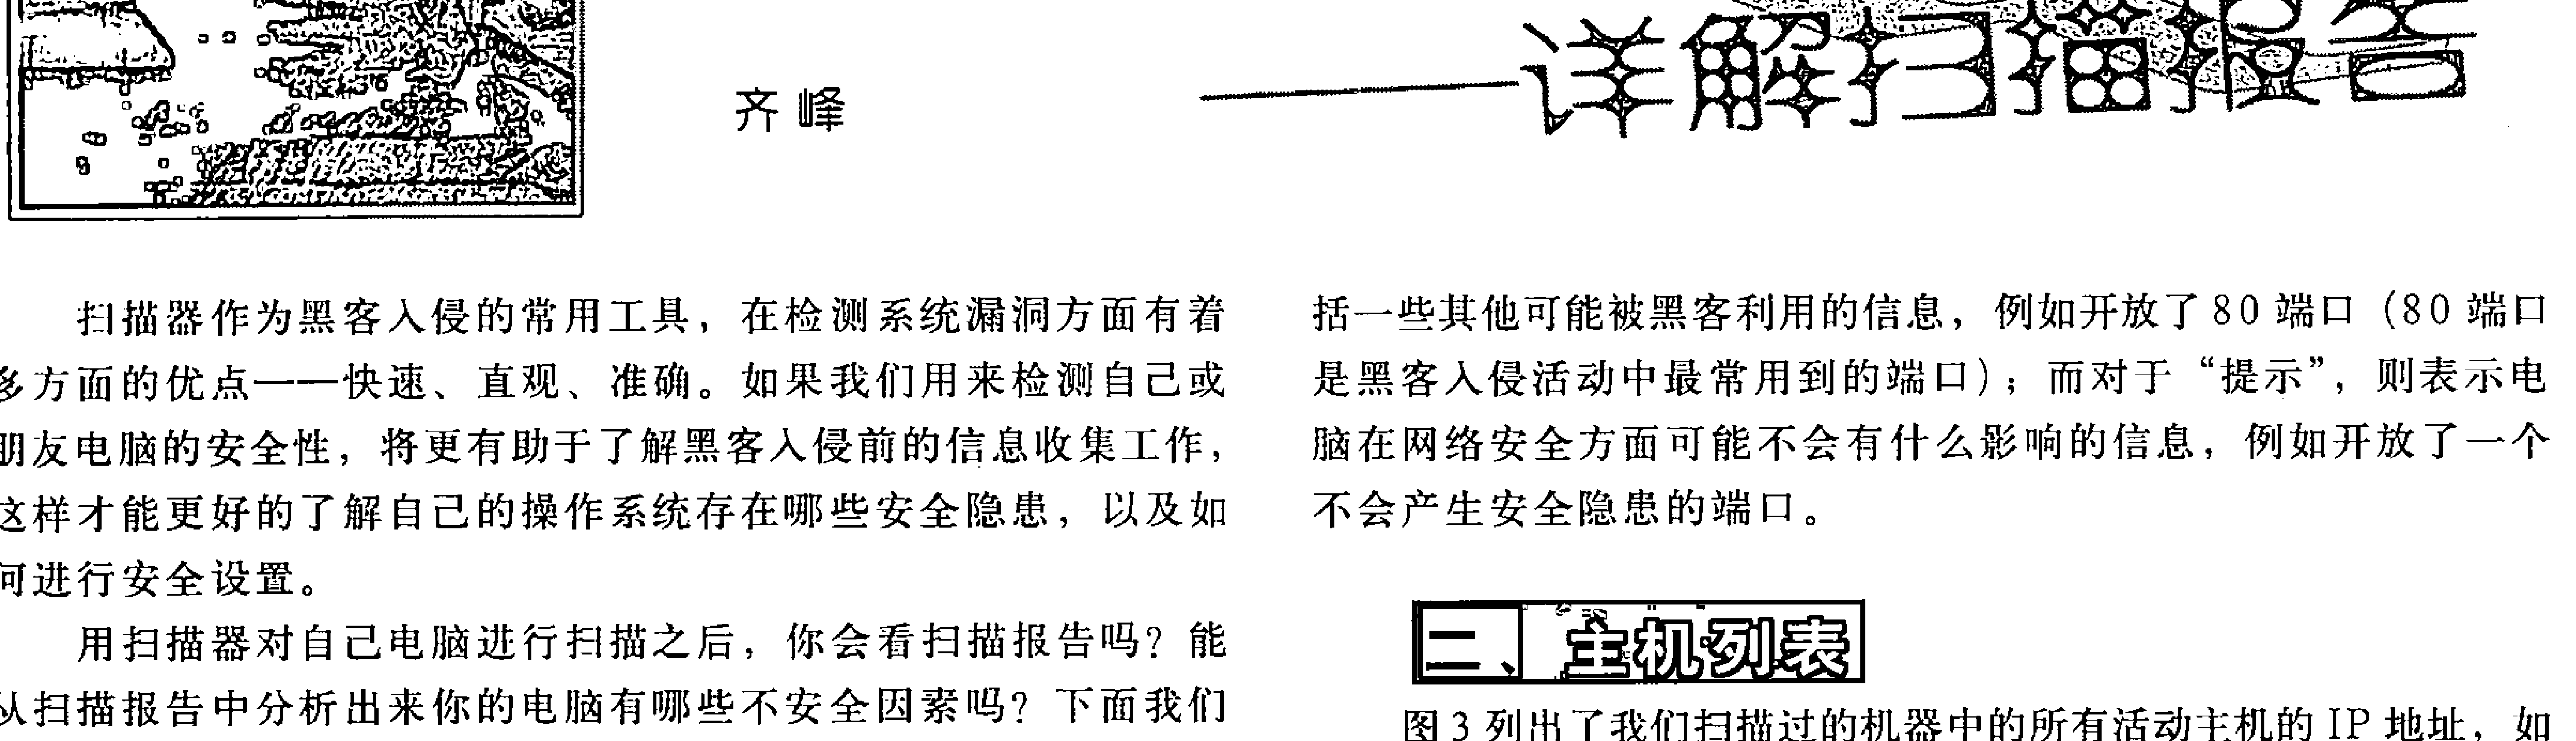 ——详解扫描报告
齐峰
扫描器作为黑客入侵的常用工具，在检测系统漏洞方面有着
多方面的优点——快速、直观、准确。如果我们用来检测自己或
朋友电脑的安全性，将更有助于了解黑客入侵前的信息收集工作，
这样才能更好的了解自己的操作系统存在哪些安全隐患，以及如
何进行安全设置。
用扫描器对自己电脑进行扫描之后，你会看扫描报告吗？能
从扫描报告中分析出来你的电脑有哪些不安全因素吗？下面我们
括一些其他可能被黑客利用的信息，例如开放了80 端口（80 端口
是黑客入侵活动中最常用到的端口）；而对于“提示”，则表示电
脑在网络安全方面可能不会有什么影响的信息，例如开放了一个
不会产生安全隐患的端口。
二、主机列表
图3 列出了我们扫描过的机器中的所有活动主机的 IP 地址，如